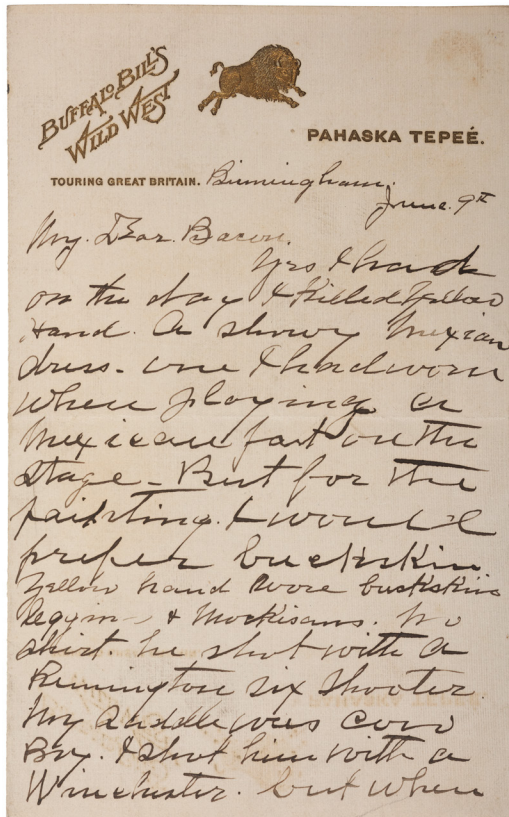 BUFFALO BILL'S
WILD WEST
PAHASKA TEPEÉ.
TOURING GREAT BRITAIN. Birmingham.
June. 9th
My. Dear. Bacon.
Yes I had
on the day I killed Yellow
Hand. A showy Mexican
dress- one I had worn
when playing a
Mexican part on the
Stage- But for the
painting. I would
prefer buckskin
Yellow hand wore buckskin
legins & Mockisans. No
shirt. he shot with a
Remington six shooter
My saddle was Cow
Boy. I shot him with a
Winchester. but when